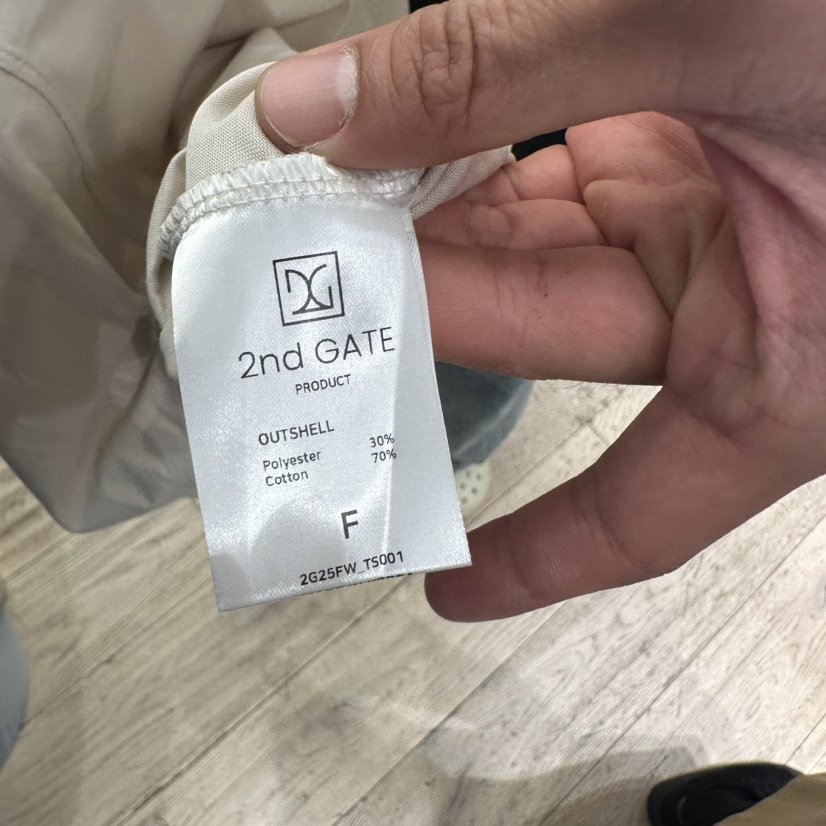 2nd GATE
PRODUCT
OUTSHELL
Polyester 30%
Cotton 70%
F
2G25FW_TS001